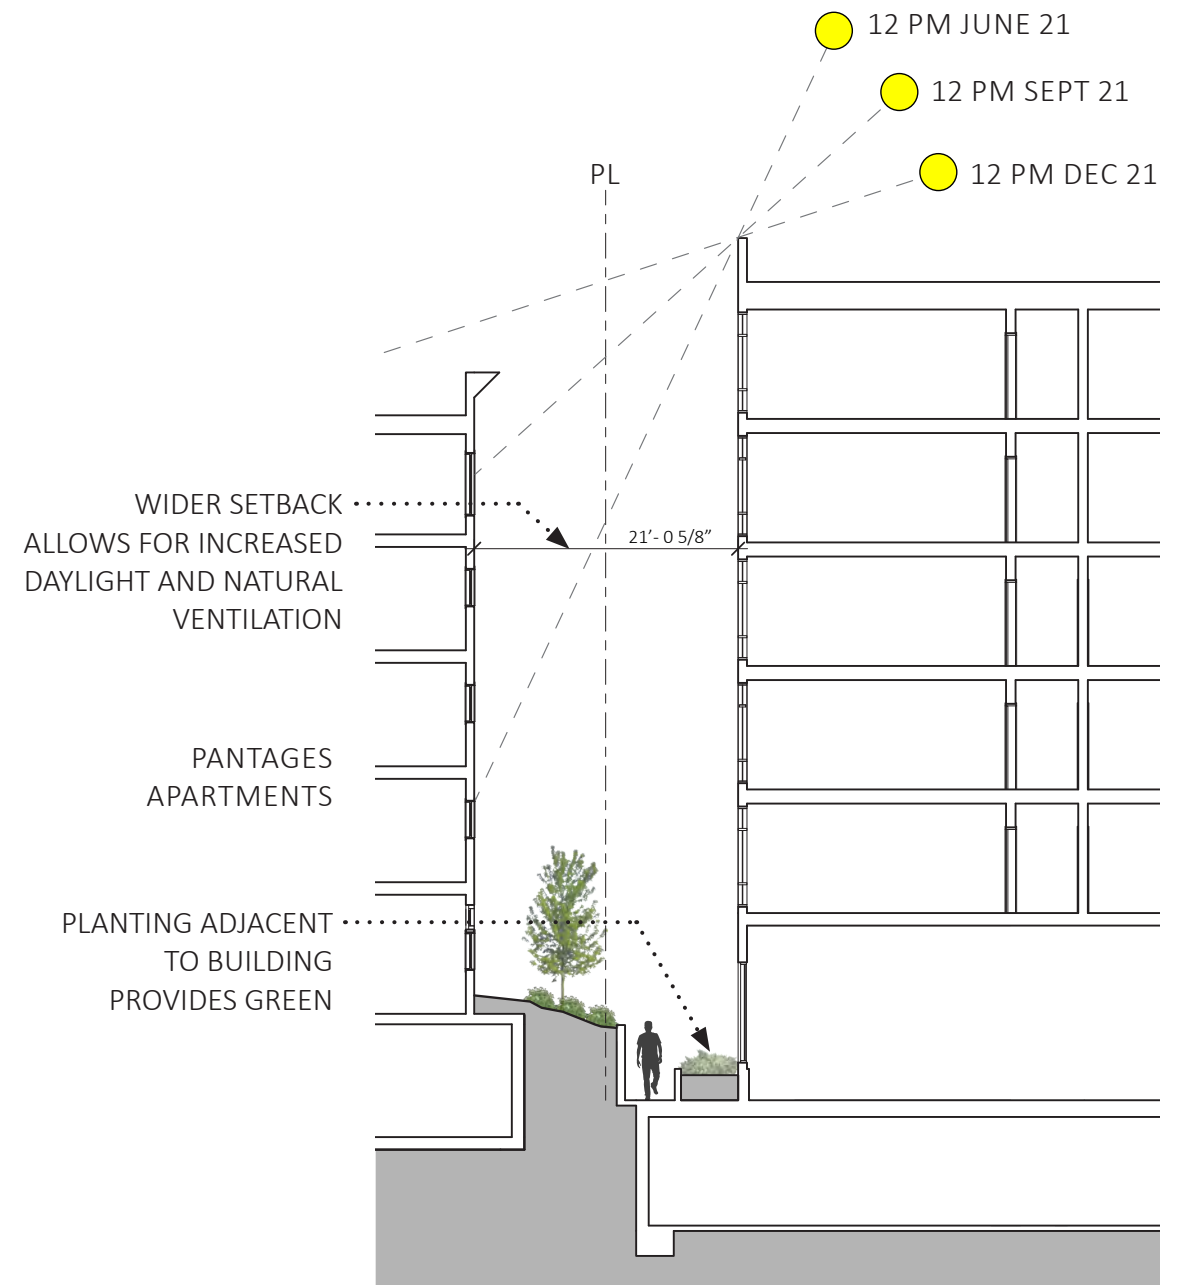 12 PM JUNE 21
12 PM SEPT 21
PL
12 PM DEC 21
WIDER SETBACK
ALLOWS FOR INCREASED
DAYLIGHT AND NATURAL
VENTILATION
21'- 0 5/8"
PANTAGES
APARTMENTS
PLANTING ADJACENT
TO BUILDING
PROVIDES GREEN